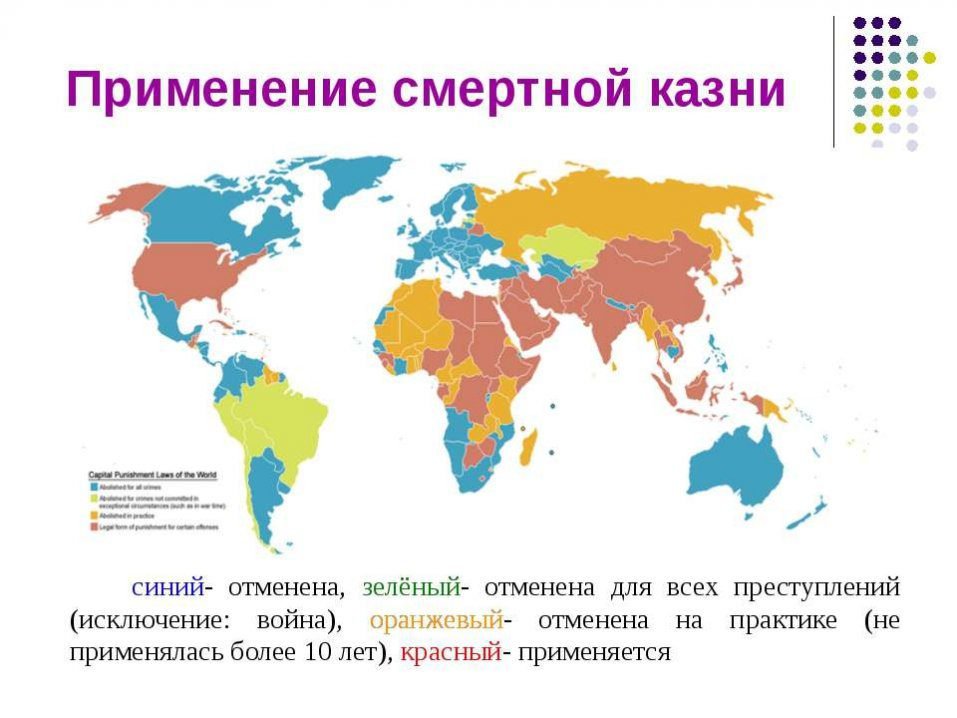 Применение смертной казни
Capital Punishment Laws of the World
Abolished for all crimes
Abolished for crimes not committed in
exceptional circumstances (such as in war time)
Abolished in practice
Legal form of punishment for certain offenses
синий- отменена, зелёный- отменена для всех преступлений
(исключение: война), оранжевый- отменена на практике (не
применялась более 10 лет), красный- применяется